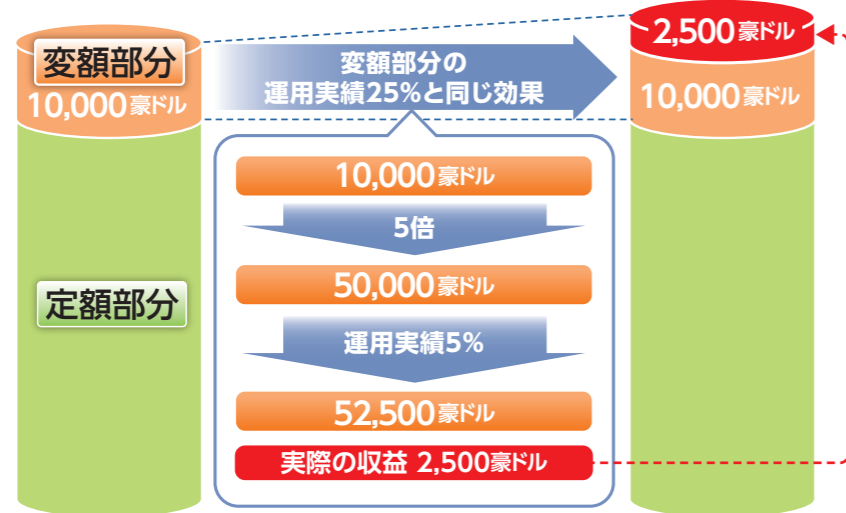 変額部分
10,000豪ドル
定額部分
変額部分の
運用実績25%と同じ効果
10,000豪ドル
5倍
50,000豪ドル
運用実績5%
52,500豪ドル
実際の収益 2,500豪ドル
2,500豪ドル
10,000豪ドル